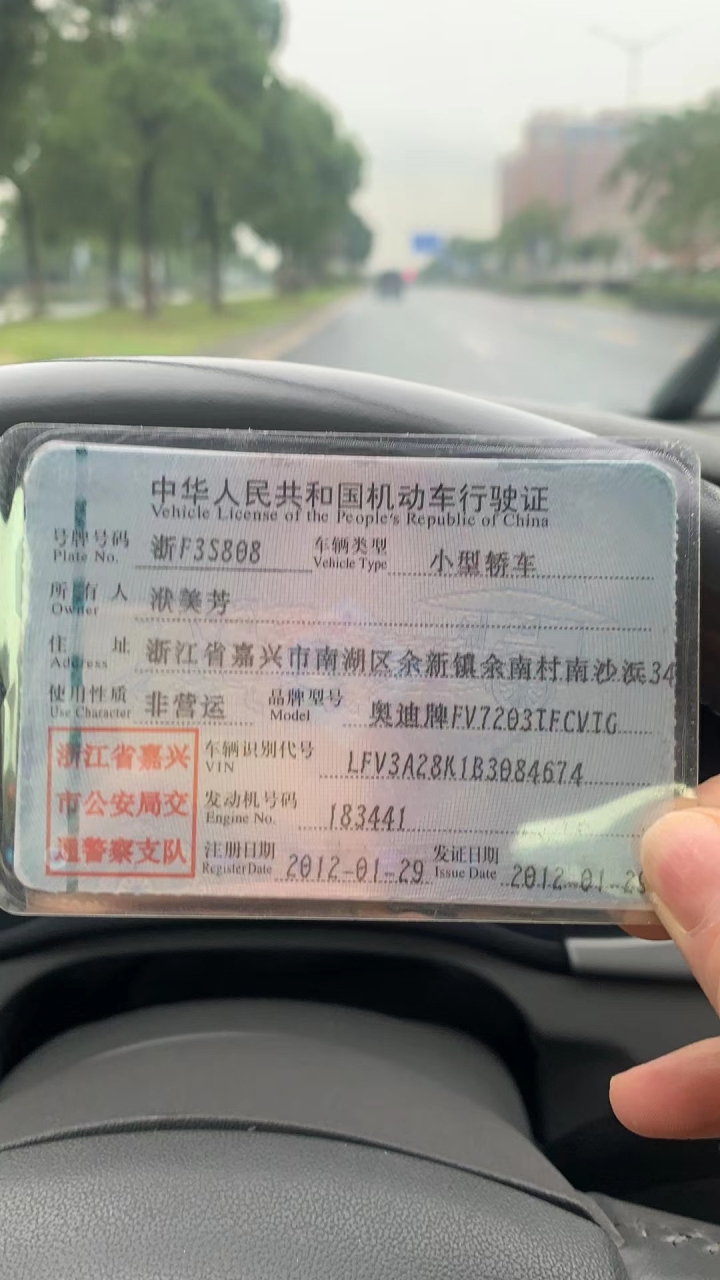 中华人民共和国机动车行驶证
Vehicle License of the People's Republic of China
号牌号码 浙F3S808 车辆类型 小型轿车
Plate No. Vehicle Type
所有人 洑美芳
Owner
住址 浙江省嘉兴市南湖区余新镇余南村南沙浜34
Address
使用性质 非营运 品牌型号 奥迪牌FV7203TFCVTG
Use Character Model
浙江省嘉兴
市公安局交
通警察支队
车辆识别代号 LFV3A28K1B3084674
VIN
发动机号码 183441
Engine No.
注册日期 2012-01-29 发证日期 2012-01-29
Register Date Issue Date